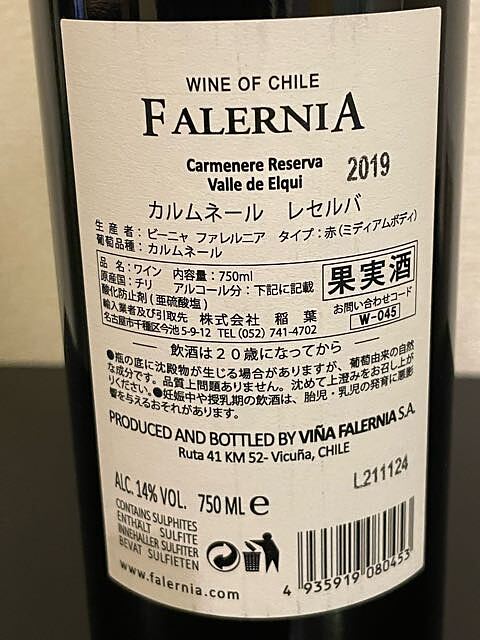 WINE OF CHILE
FALERNIA
Carmenere Reserva
Valle de Elqui
2019
カルムネール レセルバ
生産者：ビーニャ ファレルニア タイプ：赤(ミディアムボディ)
葡萄品種：カルムネール
品名：ワイン 内容量：750ml
原産国：チリ アルコール分：下記に記載
酸化防止剤(亜硫酸塩)
輸入業者及び引取先 株式会社 稲葉
名古屋市千種区今池5-9-12 TEL (052) 741-4702
果実酒
お問い合わせコード
W-045
飲酒は２０歳になってから
●瓶の底に沈殿物が生じる場合がありますが、葡萄由来の自然
な成分です。品質上問題ありません。沈めて上澄みをお召し上が
りください。●妊娠中や授乳期の飲酒は、胎児・乳児の発育に悪影
響を与えるおそれがあります。
PRODUCED AND BOTTLED BY VIÑA FALERNIA S.A.
Ruta 41 KM 52- Vicuña, CHILE
L211124
ALC. 14% VOL. 750 ML e
CONTAINS SULPHITES
ENTHÄLT SULFITE
INNEHALLER SULFITER
BEVAT SULFIETEN
www.falernia.com
4 935919 080453